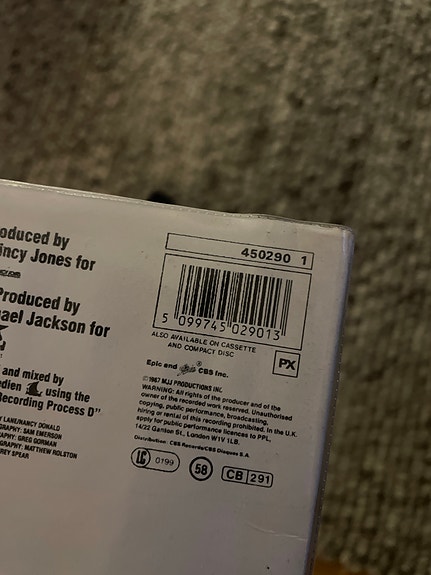 oduced by
incy Jones for
Produced by
hael Jackson for
and mixed by
edien using the
Recording Process D"
LANE/NANCY DONALD
GRAPHY: SAM EMERSON
RAPHY: GREG GORMAN
GRAPHY: MATTHEW ROLSTON
FREY SPEAR
450290 1
5 099745 029013
ALSO AVAILABLE ON CASSETTE
AND COMPACT DISC
PX
Epic and Epic ® CBS Inc.
℗ 1987 MJJ PRODUCTIONS INC.
WARNING: All rights of the producer and of the
owner of the recorded work reserved. Unauthorised
copying, public performance, broadcasting,
hiring or rental of this recording prohibited. In the U.K.
apply for public performance licences to PPL,
14/22 Ganton St., London W1V 1LB.
Distribution: CBS Records/CBS Disques S.A.
LC 0199
58
CB 291